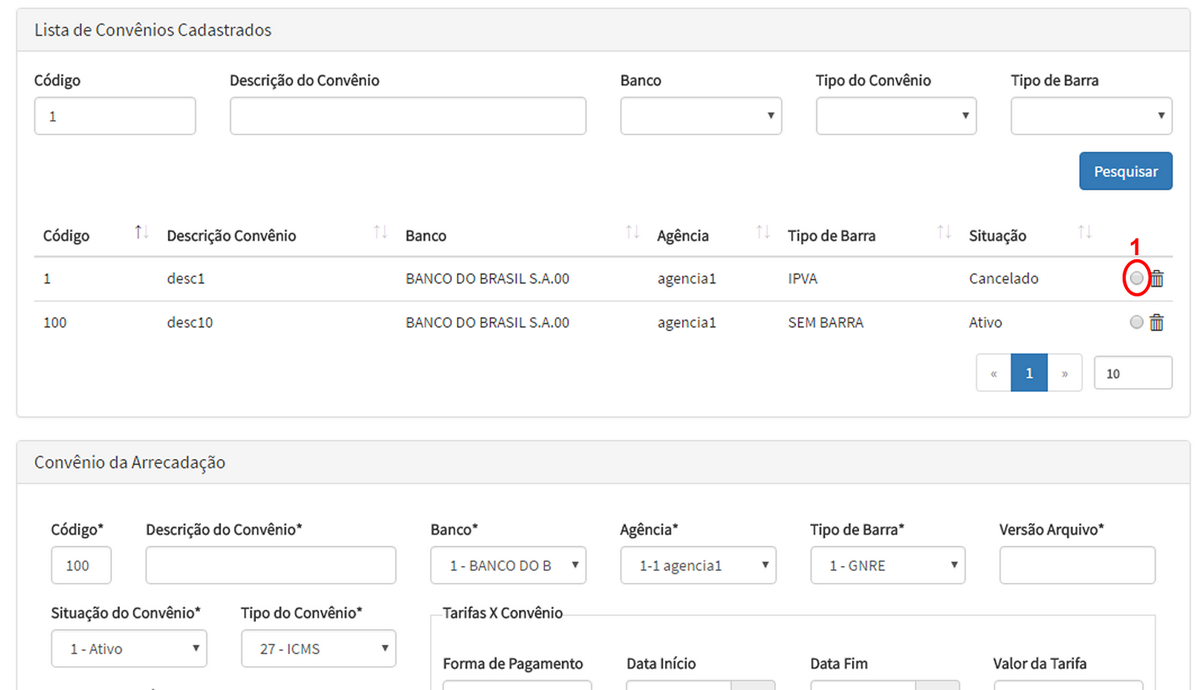 Lista de Convênios Cadastrados
Código Descrição do Convênio Banco Tipo do Convênio Tipo de Barra
1
Pesquisar
Código Descrição Convênio Banco Agência Tipo de Barra Situação
1
1 desc1 BANCO DO BRASIL S.A.00 agencia1 IPVA Cancelado
100 desc10 BANCO DO BRASIL S.A.00 agencia1 SEM BARRA Ativo
« 1 » 10
Convênio da Arrecadação
Código* Descrição do Convênio* Banco* Agência* Tipo de Barra* Versão Arquivo*
100 1 - BANCO DO B 1-1 agencia1 1 - GNRE
Situação do Convênio* Tipo do Convênio* Tarifas X Convênio
1 - Ativo 27 - ICMS
Forma de Pagamento Data Início Data Fim Valor da Tarifa